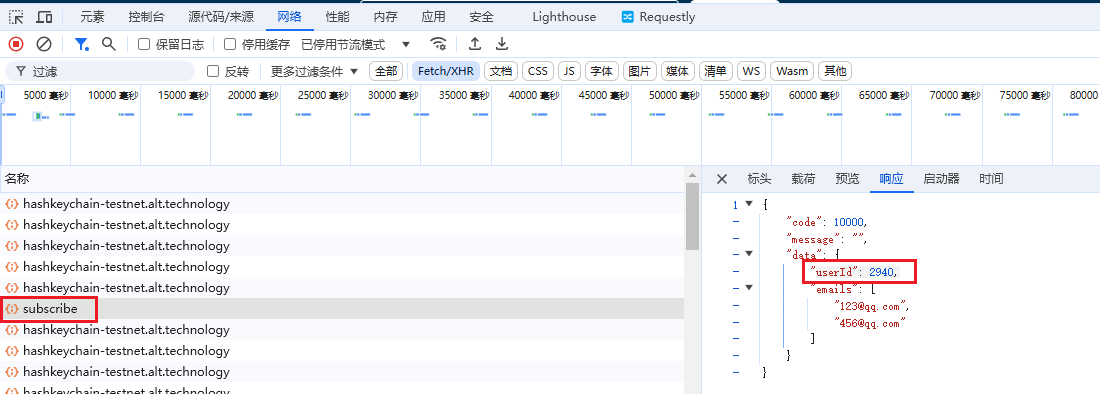 元素 控制台 源代码/来源 网络 性能 内存 应用 安全 Lighthouse Requestly
保留日志 停用缓存 已停用节流模式
过滤 反转 更多过滤条件 全部 Fetch/XHR 文档 CSS JS 字体 图片 媒体 清单 WS Wasm 其他
5000 毫秒 10000 毫秒 15000 毫秒 20000 毫秒 25000 毫秒 30000 毫秒 35000 毫秒 40000 毫秒 45000 毫秒 50000 毫秒 55000 毫秒 60000 毫秒 65000 毫秒 70000 毫秒 75000 毫秒 80000
名称
hashkeychain-testnet.alt.technology
hashkeychain-testnet.alt.technology
hashkeychain-testnet.alt.technology
hashkeychain-testnet.alt.technology
hashkeychain-testnet.alt.technology
subscribe
hashkeychain-testnet.alt.technology
hashkeychain-testnet.alt.technology
hashkeychain-testnet.alt.technology
hashkeychain-testnet.alt.technology
标头 载荷 预览 响应 启动器 时间
1 {
"code": 10000,
"message": "",
"data": {
"userId": 2940,
"emails": [
"123@qq.com",
"456@qq.com"
]
}
}